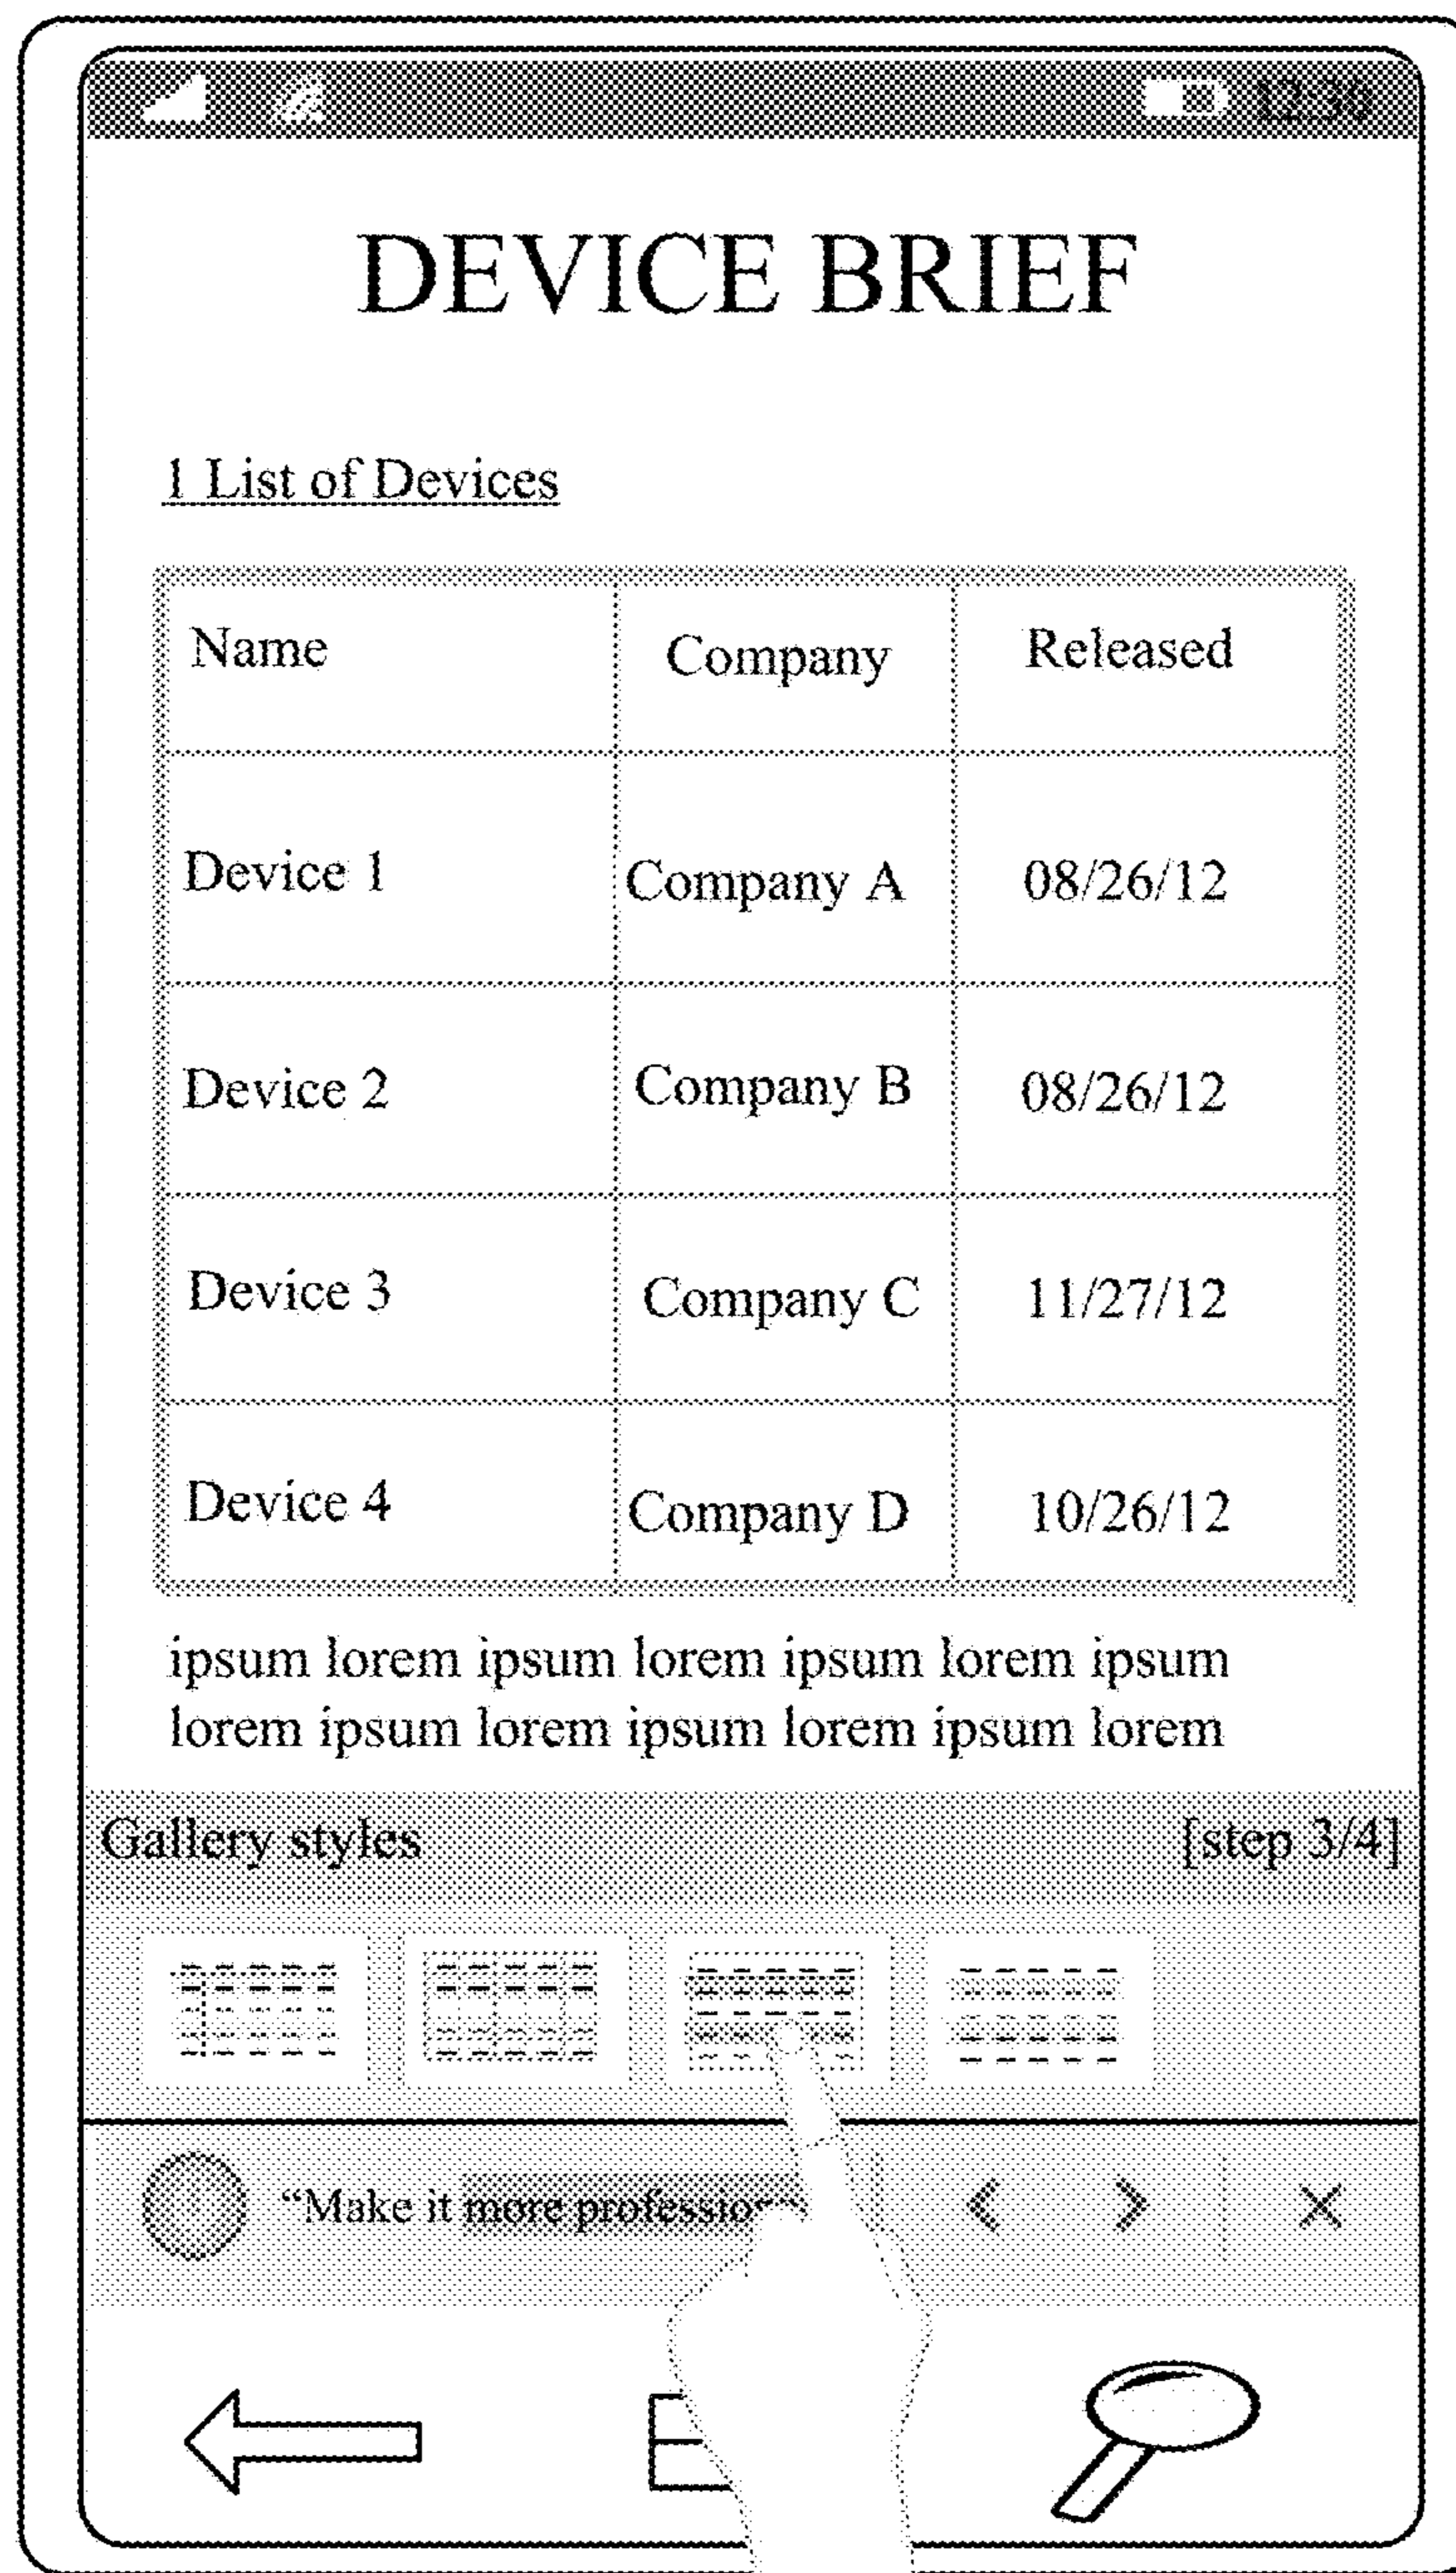 12:30
DEVICE BRIEF
1 List of Devices
Name Company Released
Device 1 Company A 08/26/12
Device 2 Company B 08/26/12
Device 3 Company C 11/27/12
Device 4 Company D 10/26/12
ipsum lorem ipsum lorem ipsum lorem ipsum
lorem ipsum lorem ipsum lorem ipsum lorem
Gallery styles [step 3/4]
“Make it more